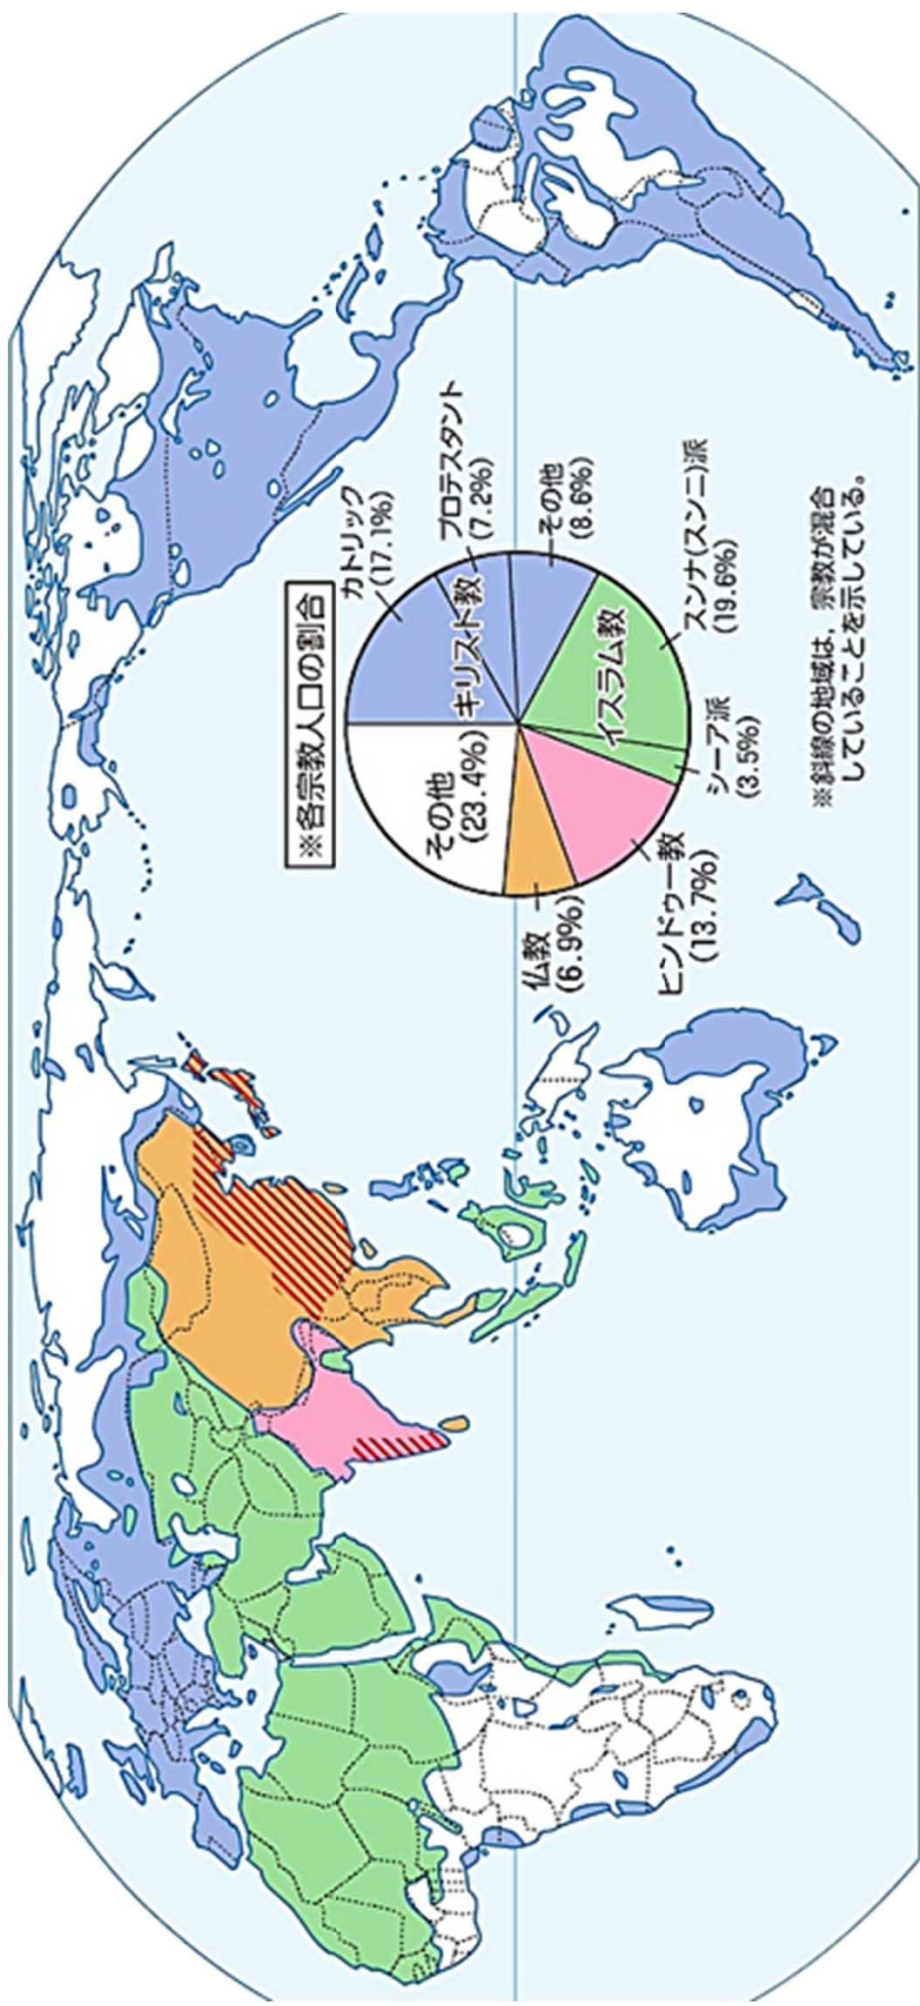 ※各宗教人口の割合
カトリック
(17.1%)
プロテスタント
(7.2%)
その他
(8.6%)
キリスト教
スンナ(スンニ)派
(19.6%)
イスラム教
シーア派
(3.5%)
ヒンドゥー教
(13.7%)
仏教
(6.9%)
その他
(23.4%)
※斜線の地域は，宗教が混合
していることを示している。